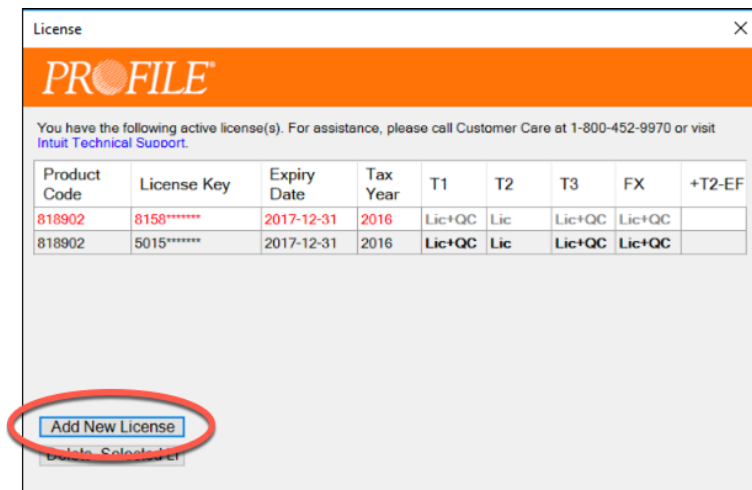 License
PROFILE
You have the following active license(s). For assistance, please call Customer Care at 1-800-452-9970 or visit
Intuit Technical Support.
Product Code License Key Expiry Date Tax Year T1 T2 T3 FX +T2-EF
818902 8158******* 2017-12-31 2016 Lic+QC Lic Lic+QC Lic+QC
818902 5015******* 2017-12-31 2016 Lic+QC Lic Lic+QC Lic+QC
Add New License
Delete Selected Li